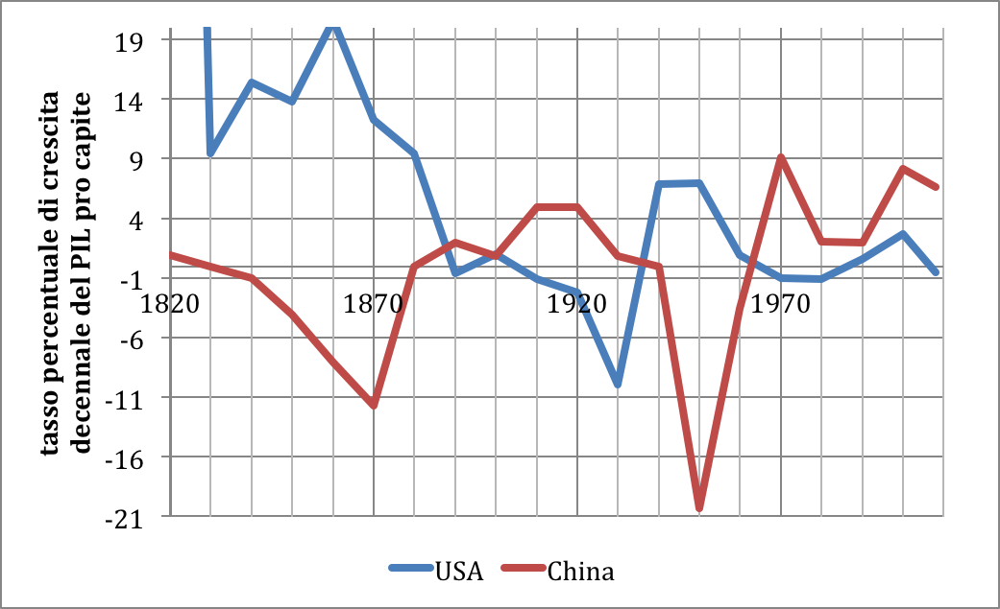 tasso percentuale di crescita
decennale del PIL pro capite
19
14
9
4
-1
-6
-11
-16
-21
1820 1870 1920 1970
USA China